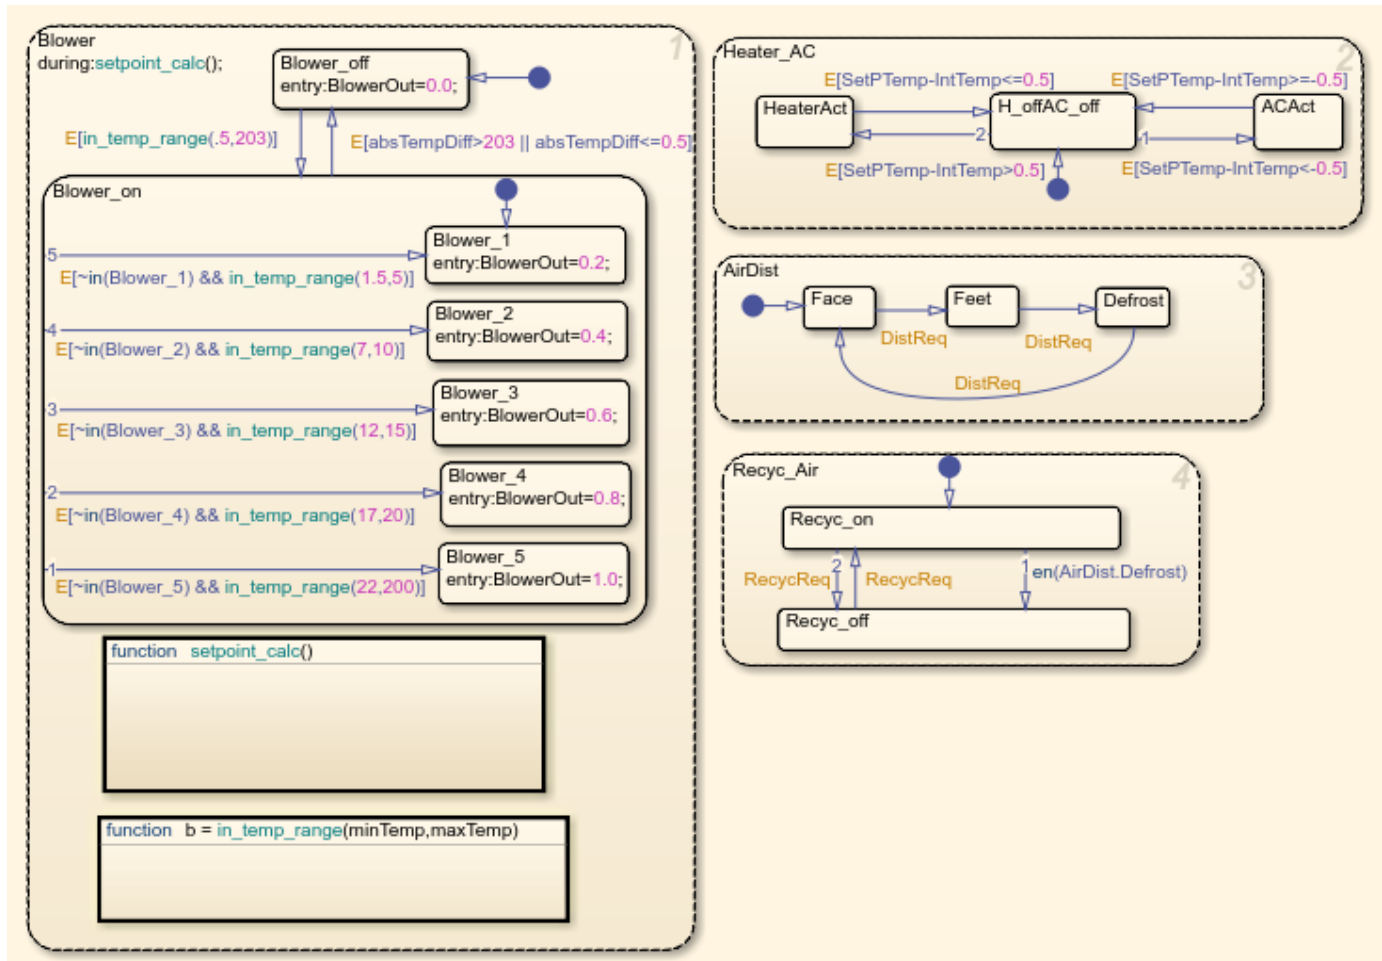 Blower
1
during:setpoint_calc();
Blower_off
entry:BlowerOut=0.0;
E[in_temp_range(.5,203)]
E[absTempDiff>203 || absTempDiff<=0.5]
Blower_on
Blower_1
entry:BlowerOut=0.2;
5
E[~in(Blower_1) && in_temp_range(1.5,5)]
Blower_2
entry:BlowerOut=0.4;
4
E[~in(Blower_2) && in_temp_range(7,10)]
Blower_3
entry:BlowerOut=0.6;
3
E[~in(Blower_3) && in_temp_range(12,15)]
Blower_4
entry:BlowerOut=0.8;
2
E[~in(Blower_4) && in_temp_range(17,20)]
Blower_5
entry:BlowerOut=1.0;
1
E[~in(Blower_5) && in_temp_range(22,200)]
function setpoint_calc()
function b = in_temp_range(minTemp,maxTemp)
Heater_AC
2
E[SetPTemp-IntTemp<=0.5]
E[SetPTemp-IntTemp>=-0.5]
HeaterAct
H_offAC_off
ACAct
2
1
E[SetPTemp-IntTemp>0.5]
E[SetPTemp-IntTemp<-0.5]
AirDist
3
Face
Feet
Defrost
DistReq
DistReq
DistReq
Recyc_Air
4
Recyc_on
2
1
RecycReq
RecycReq
en(AirDist.Defrost)
Recyc_off